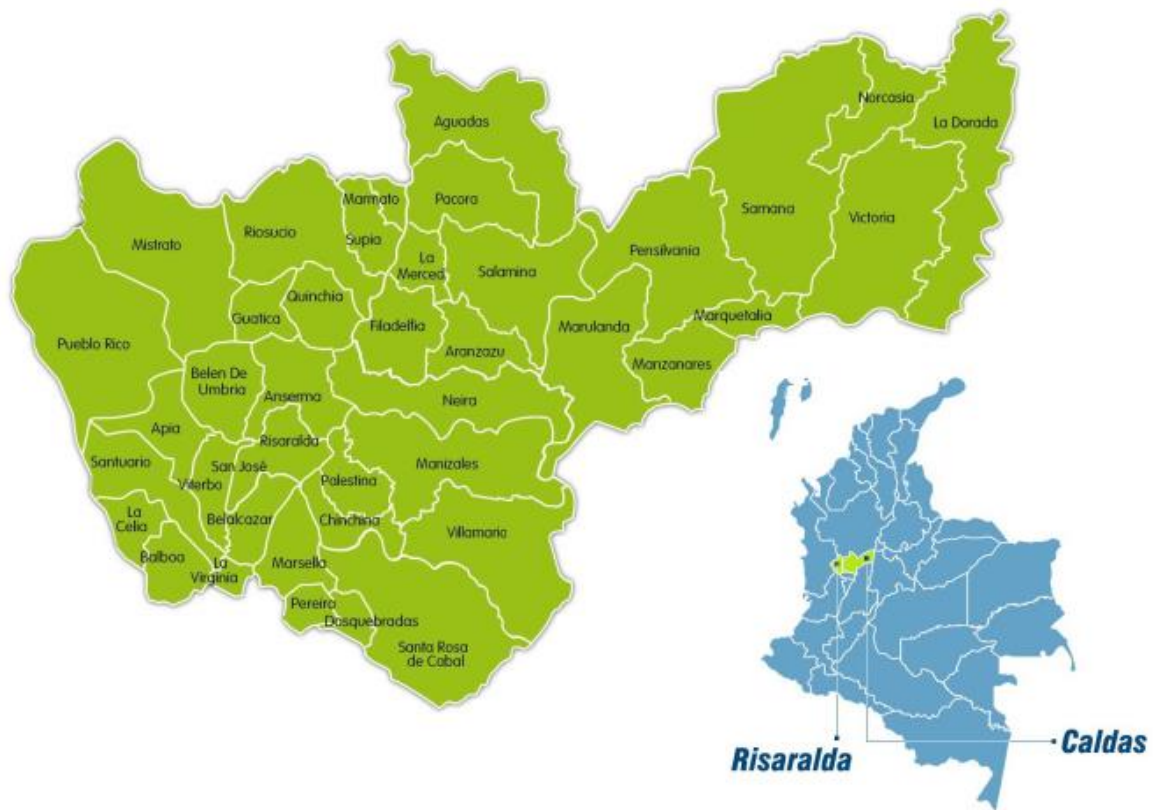 Norcasia
Aguadas
La Dorada
Marmato
Pacora
Samana
Victoria
Mistrato
Riosucio
Supia
Pensilvania
La
Merced
Salamina
Quinchia
Guatica
Filadelfia
Marulanda
Marquetalia
Pueblo Rico
Aranzazu
Manzanares
Belen De
Umbria
Anserma
Neira
Apia
Risaralda
Santuario
San José
Manizales
Viterbo
Palestina
La
Celia
Belalcazar
Chinchina
Villamaria
Balboa
La
Virginia
Marsella
Pereira
Dosquebradas
Santa Rosa
de Cabal
Caldas
Risaralda